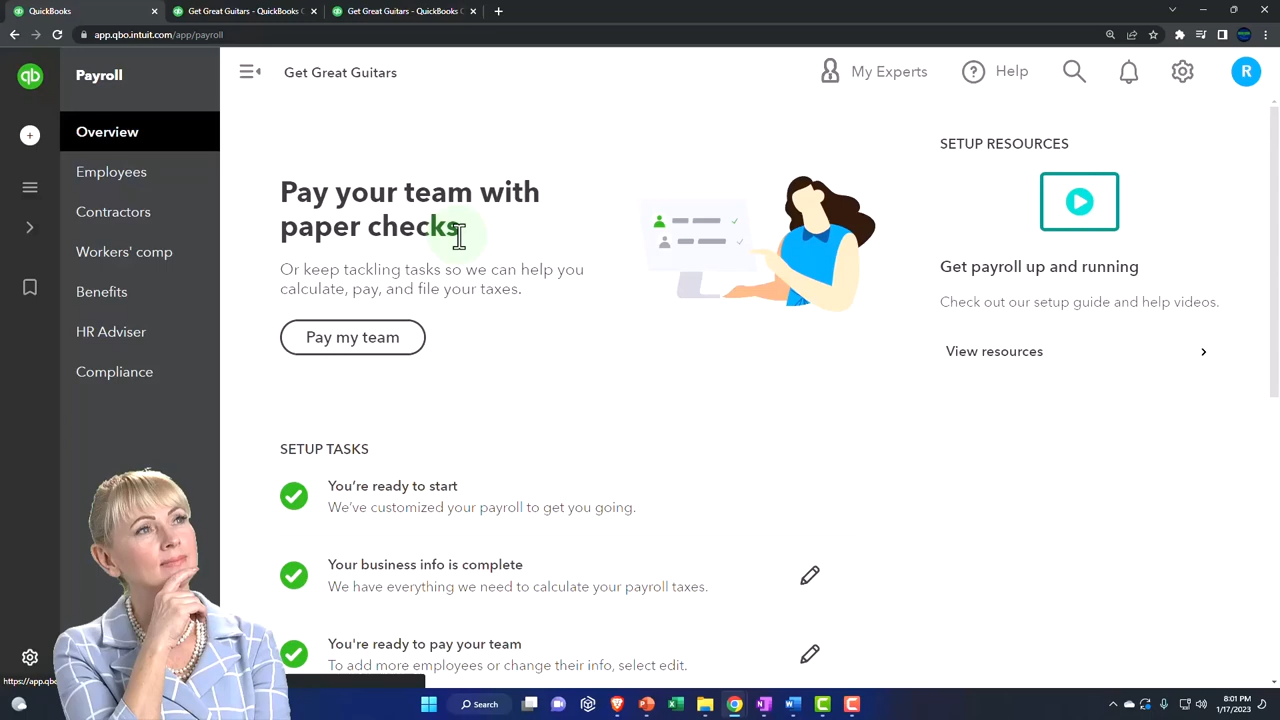 QuickBooks
Get Great Guitars - QuickBooks
Get Great Guitars - QuickBooks
app.qbo.intuit.com/app/payroll
qb
Payroll
Get Great Guitars
My Experts
Help
R
Overview
Employees
Contractors
Workers' comp
Benefits
HR Adviser
Compliance
Pay your team with
paper checks
Or keep tackling tasks so we can help you
calculate, pay, and file your taxes.
Pay my team
SETUP RESOURCES
Get payroll up and running
Check out our setup guide and help videos.
View resources
SETUP TASKS
You're ready to start
We've customized your payroll to get you going.
Your business info is complete
We have everything we need to calculate your payroll taxes.
You're ready to pay your team
To add more employees or change their info, select edit.
https://app.qbo
Search
8:01 PM
1/17/2023